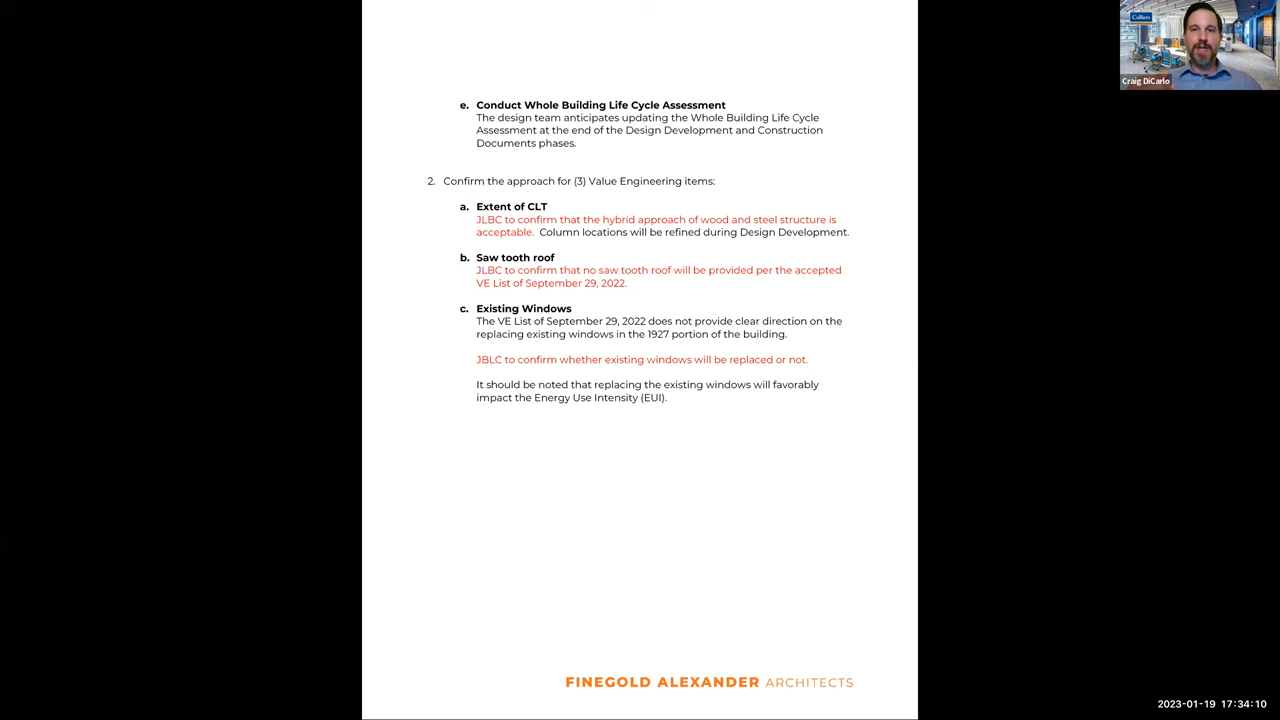 Colliers
Craig DiCarlo
e. Conduct Whole Building Life Cycle Assessment
The design team anticipates updating the Whole Building Life Cycle
Assessment at the end of the Design Development and Construction
Documents phases.
2. Confirm the approach for (3) Value Engineering items:
a. Extent of CLT
JLBC to confirm that the hybrid approach of wood and steel structure is
acceptable. Column locations will be refined during Design Development.
b. Saw tooth roof
JLBC to confirm that no saw tooth roof will be provided per the accepted
VE List of September 29, 2022.
c. Existing Windows
The VE List of September 29, 2022 does not provide clear direction on the
replacing existing windows in the 1927 portion of the building.
JBLC to confirm whether existing windows will be replaced or not.
It should be noted that replacing the existing windows will favorably
impact the Energy Use Intensity (EUI).
FINEGOLD ALEXANDER ARCHITECTS
2023-01-19 17:34:10